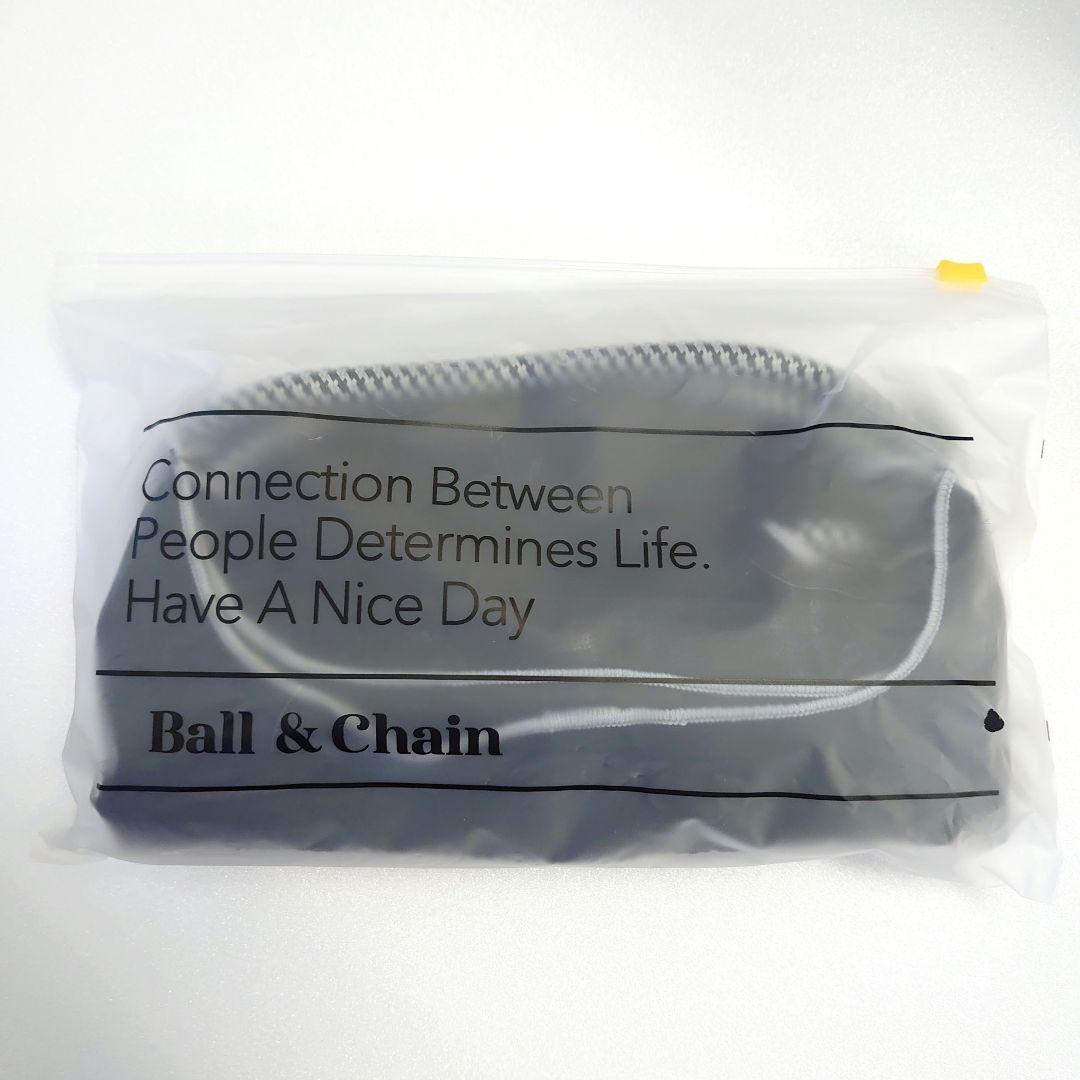 Connection Between
People Determines Life.
Have A Nice Day
Ball & Chain